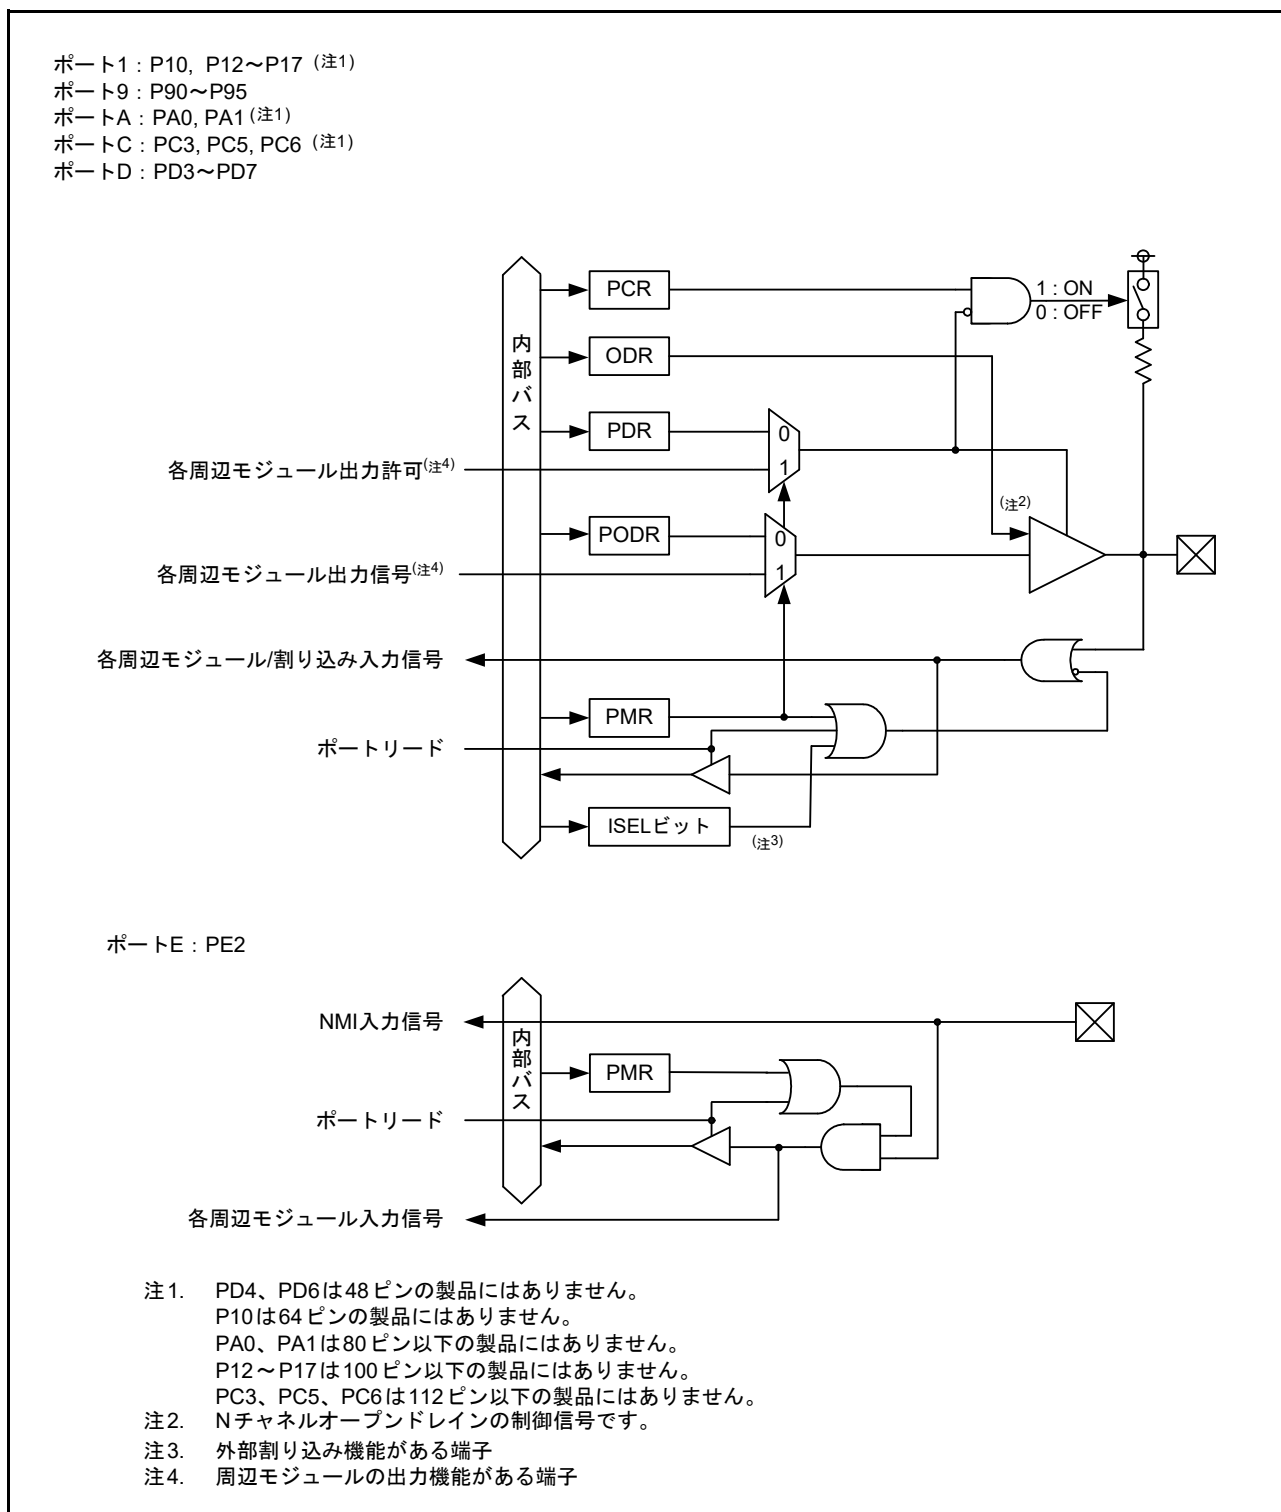 ポート1：P10, P12～P17 (注1)
ポート9：P90～P95
ポートA：PA0, PA1 (注1)
ポートC：PC3, PC5, PC6 (注1)
ポートD：PD3～PD7
PCR
1：ON
0：OFF
内部バス
ODR
PDR
0
各周辺モジュール出力許可(注4)
1
(注2)
PODR
0
各周辺モジュール出力信号(注4)
1
各周辺モジュール/割り込み入力信号
PMR
ポートリード
ISELビット
(注3)
ポートE：PE2
NMI入力信号
内部バス
PMR
ポートリード
各周辺モジュール入力信号
注1. PD4、PD6は48ピンの製品にはありません。
P10は64ピンの製品にはありません。
PA0、PA1は80ピン以下の製品にはありません。
P12～P17は100ピン以下の製品にはありません。
PC3、PC5、PC6は112ピン以下の製品にはありません。
注2. Nチャネルオープンドレインの制御信号です。
注3. 外部割り込み機能がある端子
注4. 周辺モジュールの出力機能がある端子